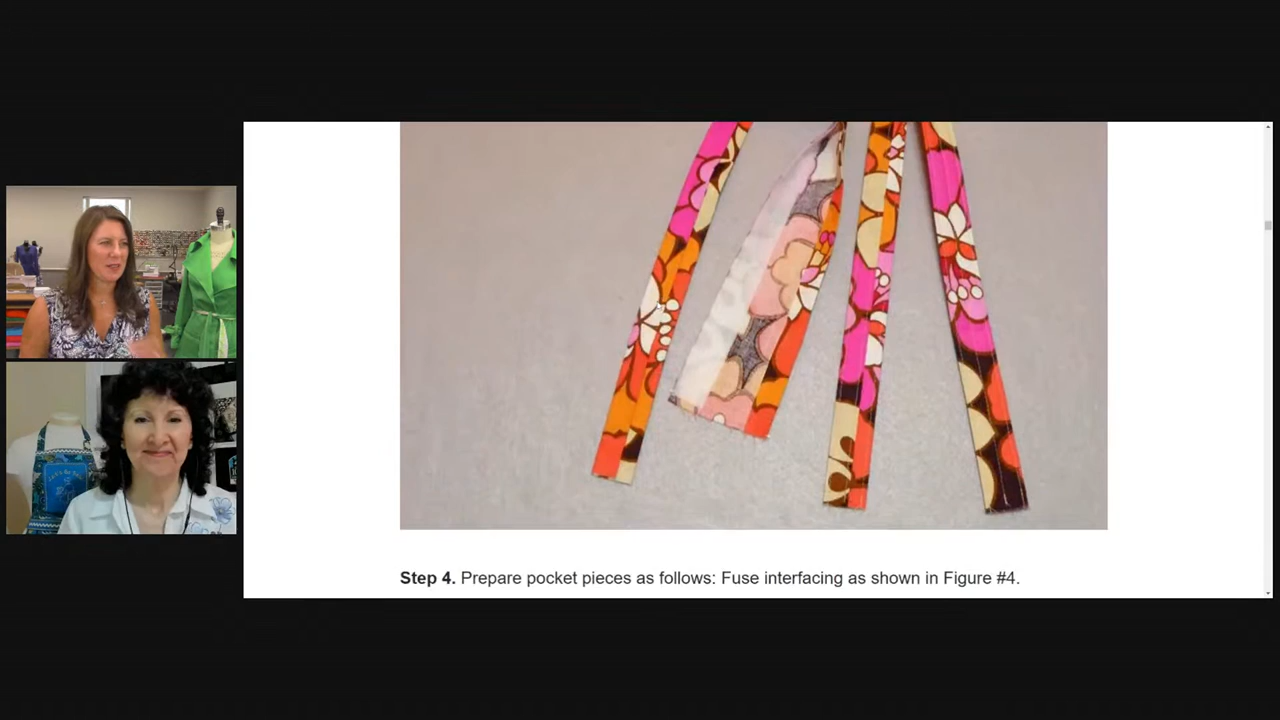 Step 4. Prepare pocket pieces as follows: Fuse interfacing as shown in Figure #4.